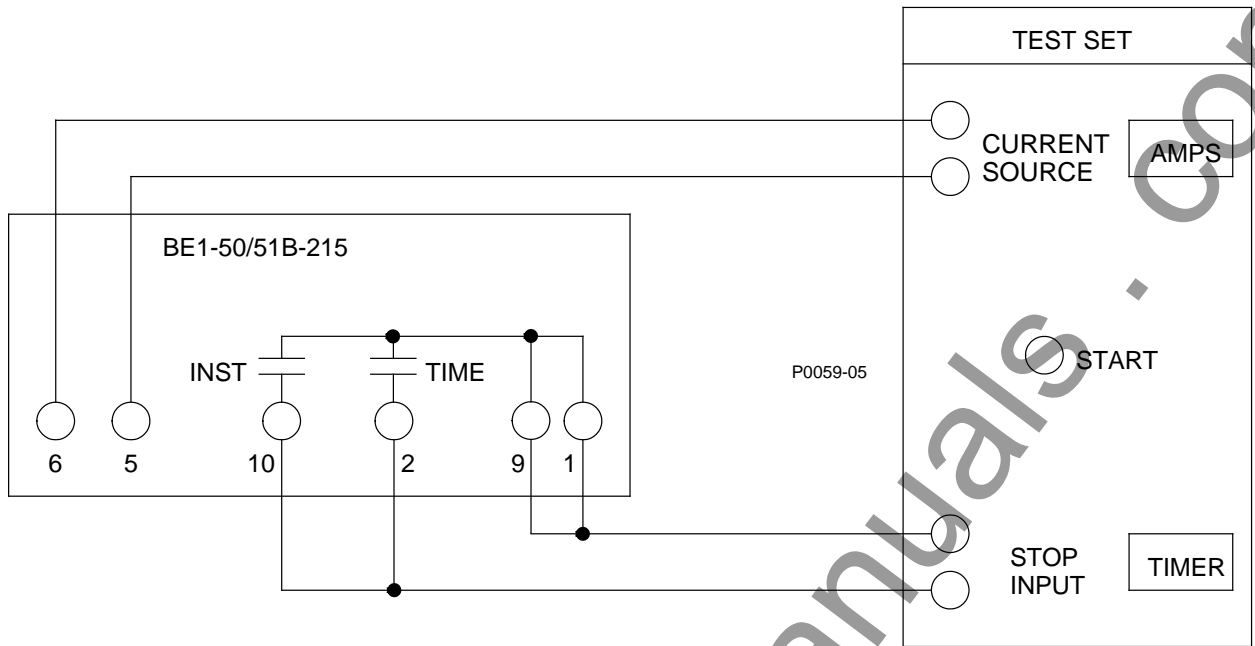 TEST SET
CURRENT
SOURCE
AMPS
BE1-50/51B-215
INST
TIME
P0059-05
START
6
5
10
2
9
1
STOP
INPUT
TIMER